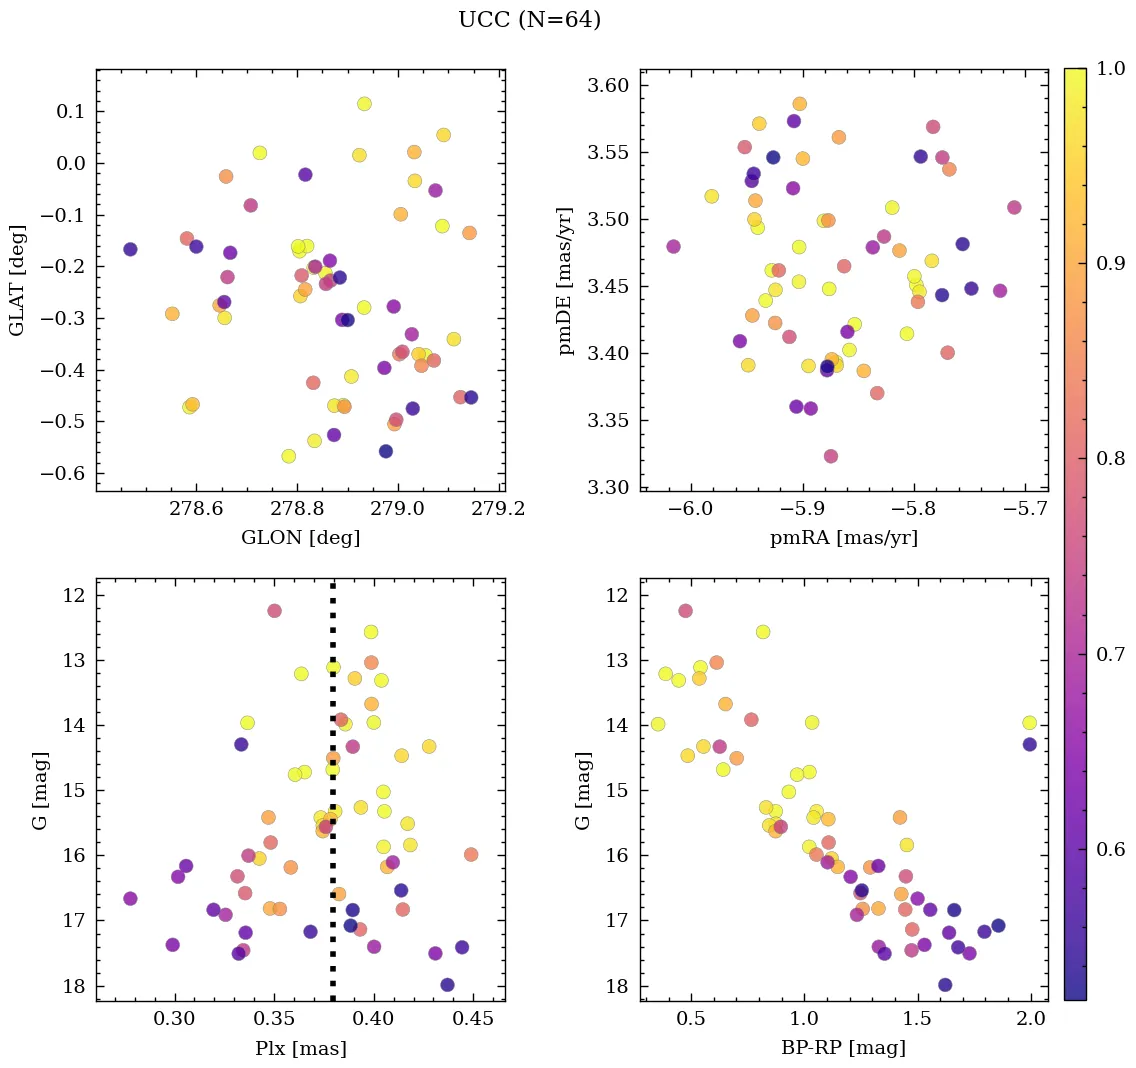 UCC (N=64)
0.1
0.0
−0.1
−0.2
−0.3
−0.4
−0.5
−0.6
GLAT [deg]
278.6 278.8 279.0 279.2
GLON [deg]
3.60
3.55
3.50
3.45
3.40
3.35
3.30
pmDE [mas/yr]
−6.0 −5.9 −5.8 −5.7
pmRA [mas/yr]
12
13
14
15
16
17
18
G [mag]
0.30 0.35 0.40 0.45
Plx [mas]
12
13
14
15
16
17
18
G [mag]
0.5 1.0 1.5 2.0
BP-RP [mag]
1.0
0.9
0.8
0.7
0.6